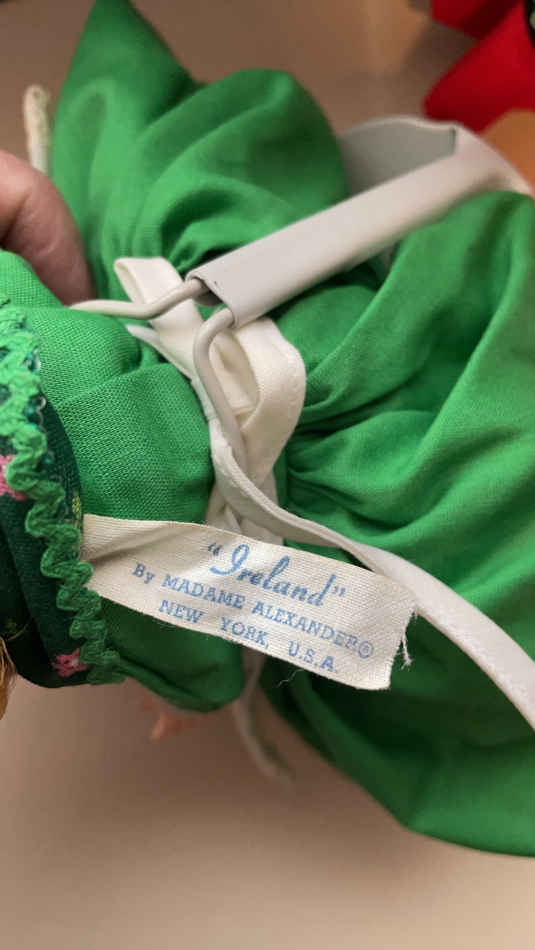 "Ireland"
By MADAME ALEXANDER®
NEW YORK, U.S.A.